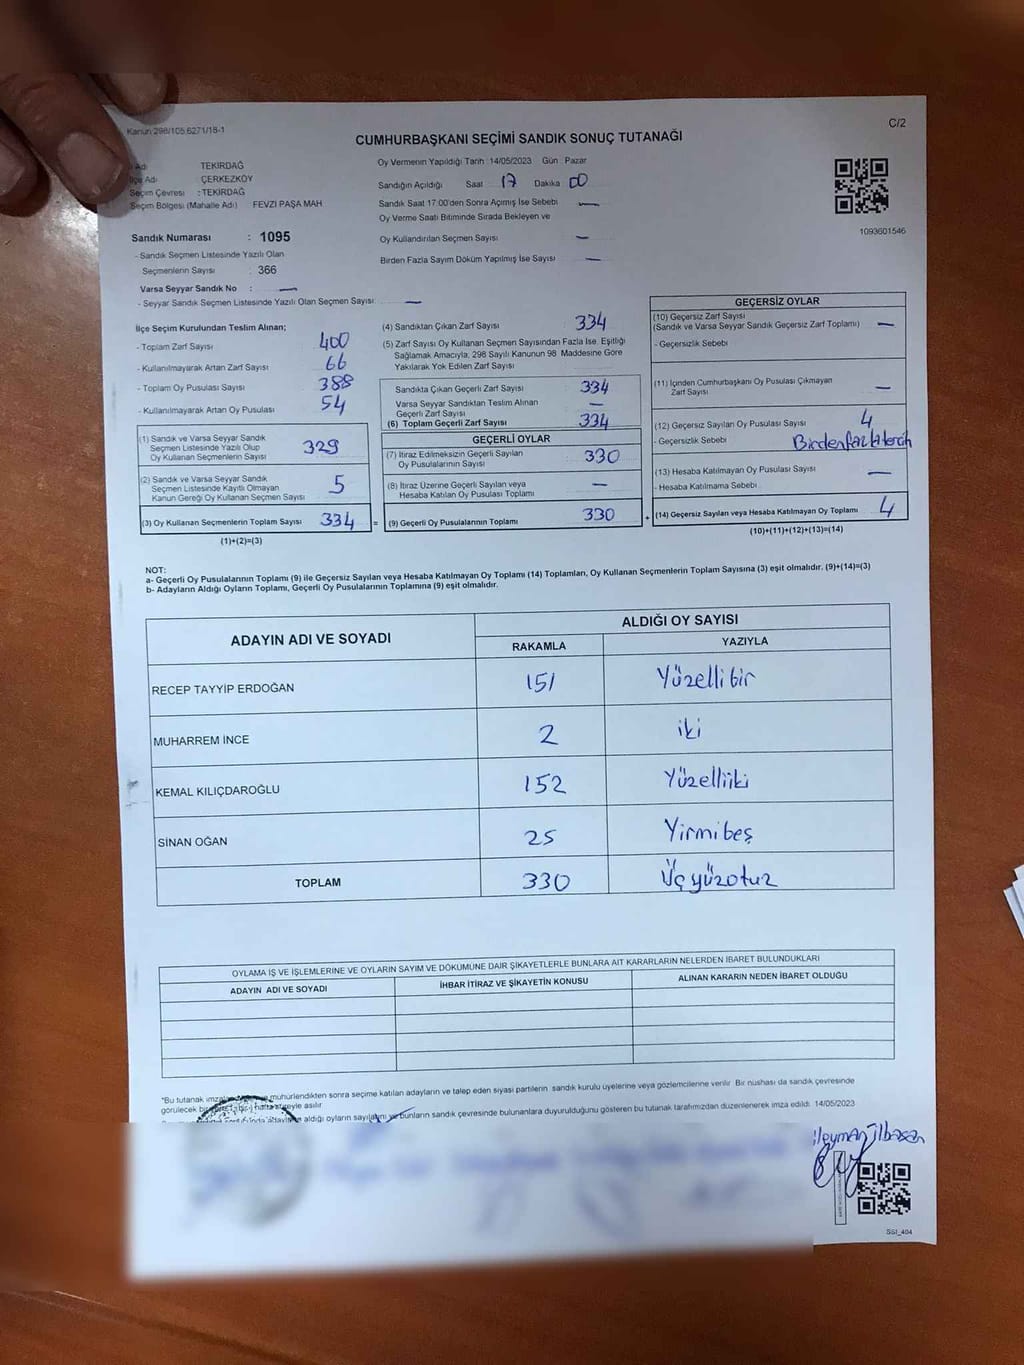 Kanun 298/105,6271/18-1
C/2
CUMHURBAŞKANI SEÇİMİ SANDIK SONUÇ TUTANAĞI
Adı TEKİRDAĞ
İlçe Adı ÇERKEZKÖY
Seçim Çevresi : TEKİRDAĞ
Seçim Bölgesi (Mahalle Adı) FEVZİ PAŞA MAH
Sandık Numarası : 1095
- Sandık Seçmen Listesinde Yazılı Olan
Seçmenlerin Sayısı : 366
Varsa Seyyar Sandık No : —
- Seyyar Sandık Seçmen Listesinde Yazılı Olan Seçmen Sayısı —
Oy Vermenin Yapıldığı Tarih 14/05/2023 Gün Pazar
Sandığın Açıldığı Saat 17 Dakika 00
Sandık Saat 17:00'den Sonra Açımış İse Sebebi —
Oy Verme Saati Bitiminde Sırada Bekleyen ve
Oy Kullandırılan Seçmen Sayısı —
Birden Fazla Sayım Döküm Yapılmış İse Sayısı —
1093601546
İlçe Seçim Kurulundan Teslim Alınan;
- Toplam Zarf Sayısı 400
- Kullanılmayarak Artan Zarf Sayısı 66
- Toplam Oy Pusulası Sayısı 388
- Kullanılmayarak Artan Oy Pusulası 54
(1) Sandık ve Varsa Seyyar Sandık
Seçmen Listesinde Yazılı Olup
Oy Kullanan Seçmenlerin Sayısı 329
(2) Sandık ve Varsa Seyyar Sandık
Seçmen Listesinde Kayıtlı Olmayan
Kanun Gereği Oy Kullanan Seçmen Sayısı 5
(3) Oy Kullanan Seçmenlerin Toplam Sayısı 334 =
(1)+(2)=(3)
(4) Sandıktan Çıkan Zarf Sayısı 334
(5) Zarf Sayısı Oy Kullanan Seçmen Sayısından Fazla İse, Eşitliği
Sağlamak Amacıyla, 298 Sayılı Kanunun 98 Maddesine Göre
Yakılarak Yok Edilen Zarf Sayısı
Sandıkta Çıkan Geçerli Zarf Sayısı 334
Varsa Seyyar Sandıktan Teslim Alınan
Geçerli Zarf Sayısı —
(6) Toplam Geçerli Zarf Sayısı 334
GEÇERLİ OYLAR
(7) İtiraz Edilmeksizin Geçerli Sayılan
Oy Pusulalarının Sayısı 330
(8) İtiraz Üzerine Geçerli Sayılan veya
Hesaba Katılan Oy Pusulası Toplamı —
(9) Geçerli Oy Pusulalarının Toplamı 330 +
GEÇERSİZ OYLAR
(10) Geçersiz Zarf Sayısı
(Sandık ve Varsa Seyyar Sandık Geçersiz Zarf Toplamı) —
- Geçersizlik Sebebi
(11) İçinden Cumhurbaşkanı Oy Pusulası Çıkmayan
Zarf Sayısı —
(12) Geçersiz Sayılan Oy Pusulası Sayısı 4
- Geçersizlik Sebebi Birden fazla tercih
(13) Hesaba Katılmayan Oy Pusulası Sayısı —
- Hesaba Katılmama Sebebi
(14) Geçersiz Sayılan veya Hesaba Katılmayan Oy Toplamı 4
(10)+(11)+(12)+(13)=(14)
NOT:
a- Geçerli Oy Pusulalarının Toplamı (9) ile Geçersiz Sayılan veya Hesaba Katılmayan Oy Toplamı (14) Toplamları, Oy Kullanan Seçmenlerin Toplam Sayısına (3) eşit olmalıdır. (9)+(14)=(3)
b- Adayların Aldığı Oyların Toplamı, Geçerli Oy Pusulalarının Toplamına (9) eşit olmalıdır.
ADAYIN ADI VE SOYADI ALDIĞI OY SAYISI
RAKAMLA YAZIYLA
RECEP TAYYİP ERDOĞAN 151 Yüzellibir
MUHARREM İNCE 2 iki
KEMAL KILIÇDAROĞLU 152 Yüzelliiki
SİNAN OĞAN 25 Yirmibeş
TOPLAM 330 Üçyüzotuz
OYLAMA İŞ VE İŞLEMLERİNE VE OYLARIN SAYIM VE DÖKÜMÜNE DAİR ŞİKAYETLERLE BUNLARA AİT KARARLARIN NELERDEN İBARET BULUNDUKLARI
ADAYIN ADI VE SOYADI İHBAR İTİRAZ VE ŞİKAYETİN KONUSU ALINAN KARARIN NEDEN İBARET OLDUĞU
"Bu tutanak mühürlendikten sonra seçime katılan adayların ve talep eden siyasi partilerin sandık kurulu üyelerine veya gözlemcilerine verilir. Bir nushası da sandık çevresinde
görülecek bir asılır
aldığı oyların sayılarını ve bunların sandık çevresinde bulunanlara duyurulduğunu gösteren bu tutanak tarafımızdan düzenlenerek imza edildi. 14/05/2023
SSI_404